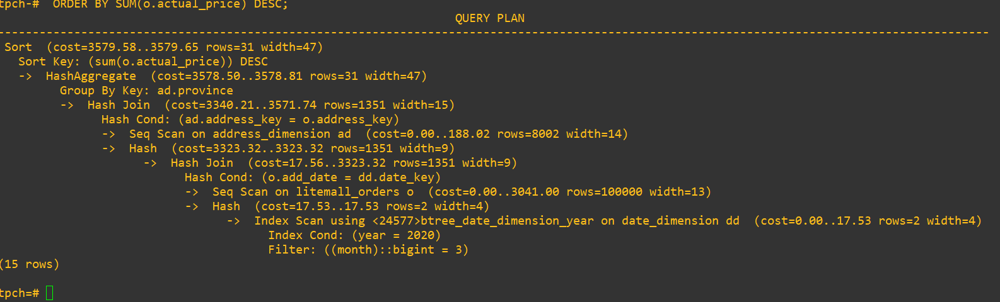 tpch-#  ORDER BY SUM(o.actual_price) DESC;
QUERY PLAN
------------------------------------------------------------------------------------------------------------------------------------------------
Sort  (cost=3579.58..3579.65 rows=31 width=47)
  Sort Key: (sum(o.actual_price)) DESC
  ->  HashAggregate  (cost=3578.50..3578.81 rows=31 width=47)
        Group By Key: ad.province
        ->  Hash Join  (cost=3340.21..3571.74 rows=1351 width=15)
              Hash Cond: (ad.address_key = o.address_key)
              ->  Seq Scan on address_dimension ad  (cost=0.00..188.02 rows=8002 width=14)
              ->  Hash  (cost=3323.32..3323.32 rows=1351 width=9)
                    ->  Hash Join  (cost=17.56..3323.32 rows=1351 width=9)
                          Hash Cond: (o.add_date = dd.date_key)
                          ->  Seq Scan on litemall_orders o  (cost=0.00..3041.00 rows=100000 width=13)
                          ->  Hash  (cost=17.53..17.53 rows=2 width=4)
                                ->  Index Scan using <24577>btree_date_dimension_year on date_dimension dd  (cost=0.00..17.53 rows=2 width=4)
                                      Index Cond: (year = 2020)
                                      Filter: ((month)::bigint = 3)
(15 rows)
tpch=#